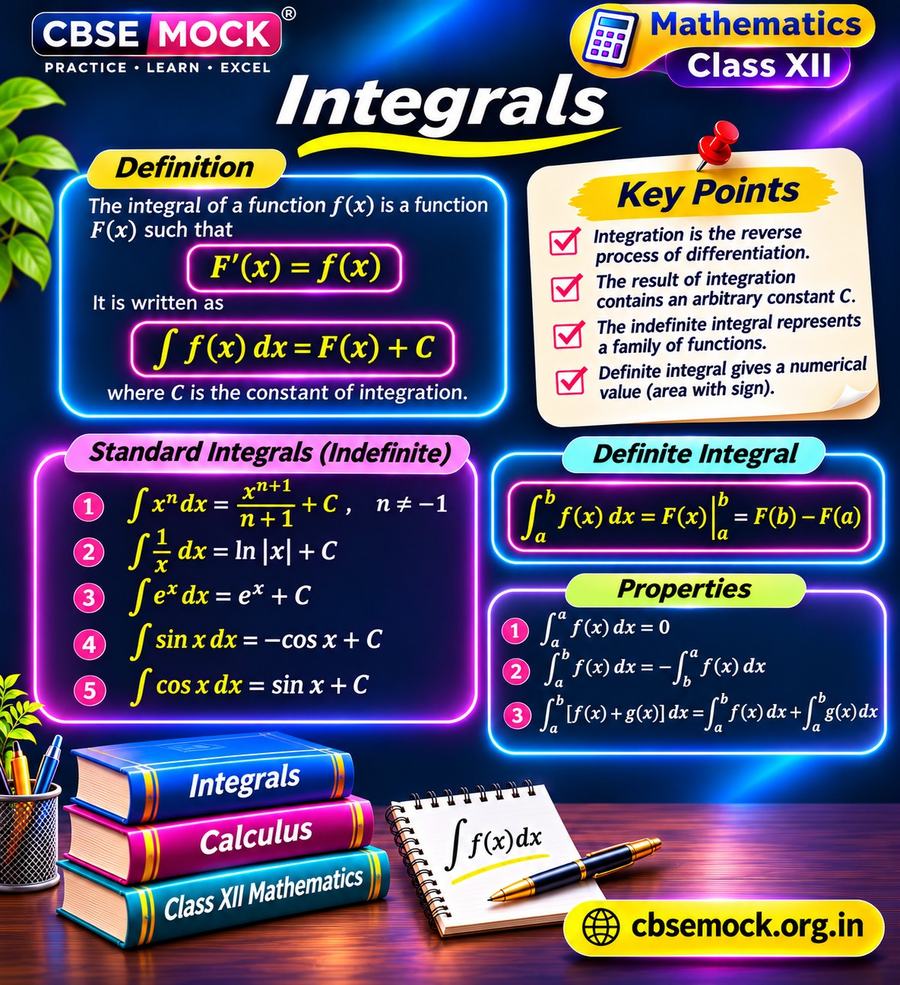 CBSE MOCK®
PRACTICE • LEARN • EXCEL
Mathematics
Class XII
Integrals
Definition
The integral of a function f(x) is a function
F(x) such that
F′(x) = f(x)
It is written as
∫ f(x) dx = F(x) + C
where C is the constant of integration.
Key Points
Integration is the reverse
process of differentiation.
The result of integration
contains an arbitrary constant C.
The indefinite integral represents
a family of functions.
Definite integral gives a numerical
value (area with sign).
Standard Integrals (Indefinite)
1 ∫ xⁿ dx = xⁿ⁺¹/(n + 1) + C , n ≠ −1
2 ∫ 1/x dx = ln |x| + C
3 ∫ eˣ dx = eˣ + C
4 ∫ sin x dx = −cos x + C
5 ∫ cos x dx = sin x + C
Definite Integral
∫ₐᵇ f(x) dx = F(x)|ₐᵇ = F(b) − F(a)
Properties
1 ∫ₐᵃ f(x) dx = 0
2 ∫ₐᵇ f(x) dx = −∫_b^a f(x) dx
3 ∫ₐᵇ [f(x) + g(x)] dx = ∫ₐᵇ f(x) dx + ∫ₐᵇ g(x) dx
Integrals
Calculus
Class XII Mathematics
∫ f(x) dx
cbsemock.org.in